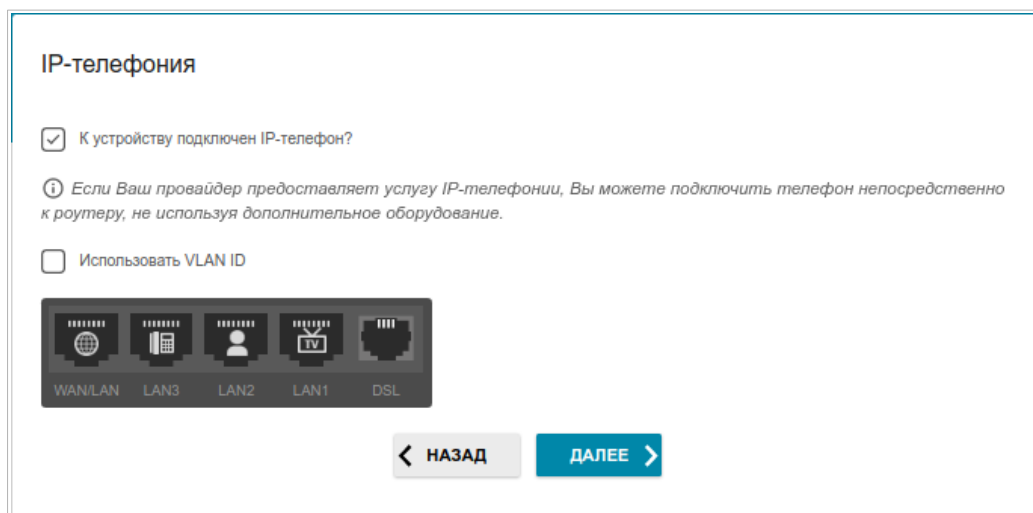 IP-телефония
К устройству подключен IP-телефон?
Если Ваш провайдер предоставляет услугу IP-телефонии, Вы можете подключить телефон непосредственно
к роутеру, не используя дополнительное оборудование.
Использовать VLAN ID
TV
WAN/LAN LAN3 LAN2 LAN1 DSL
НАЗАД ДАЛЕЕ